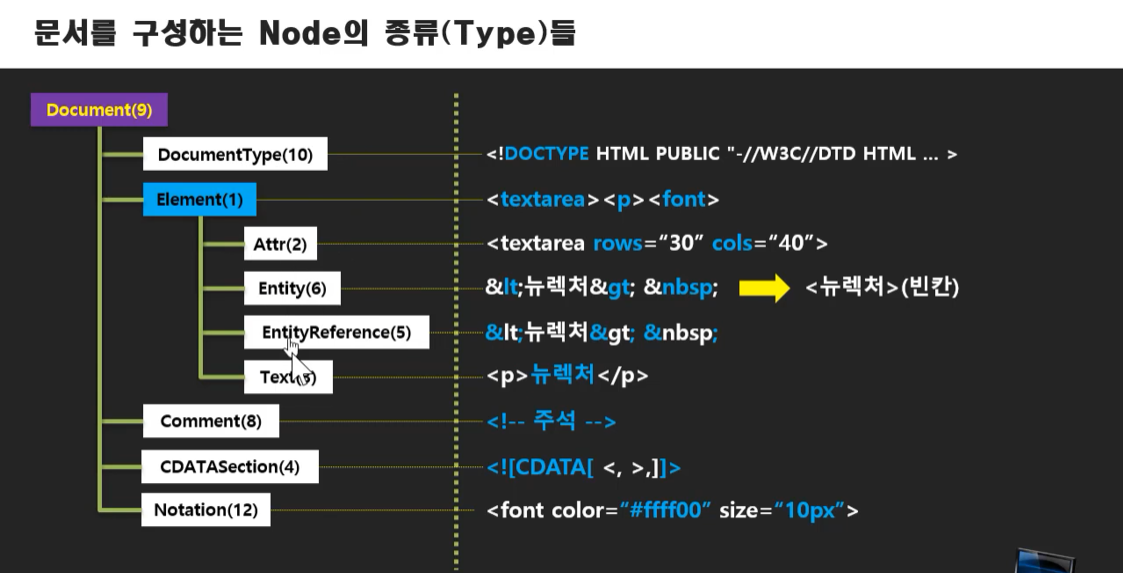 문서를 구성하는 Node의 종류(Type)들
Document(9)
DocumentType(10) <!DOCTYPE HTML PUBLIC "-//W3C//DTD HTML ... >
Element(1) <textarea><p><font>
Attr(2) <textarea rows=“30” cols=“40”>
Entity(6) &lt;뉴렉처&gt; &nbsp; <뉴렉처>(빈칸)
EntityReference(5) &lt;뉴렉처&gt; &nbsp;
Text <p>뉴렉처</p>
Comment(8) <!-- 주석 -->
CDATASection(4) <![CDATA[ <, >,]]>
Notation(12) <font color=“#ffff00” size=“10px”>